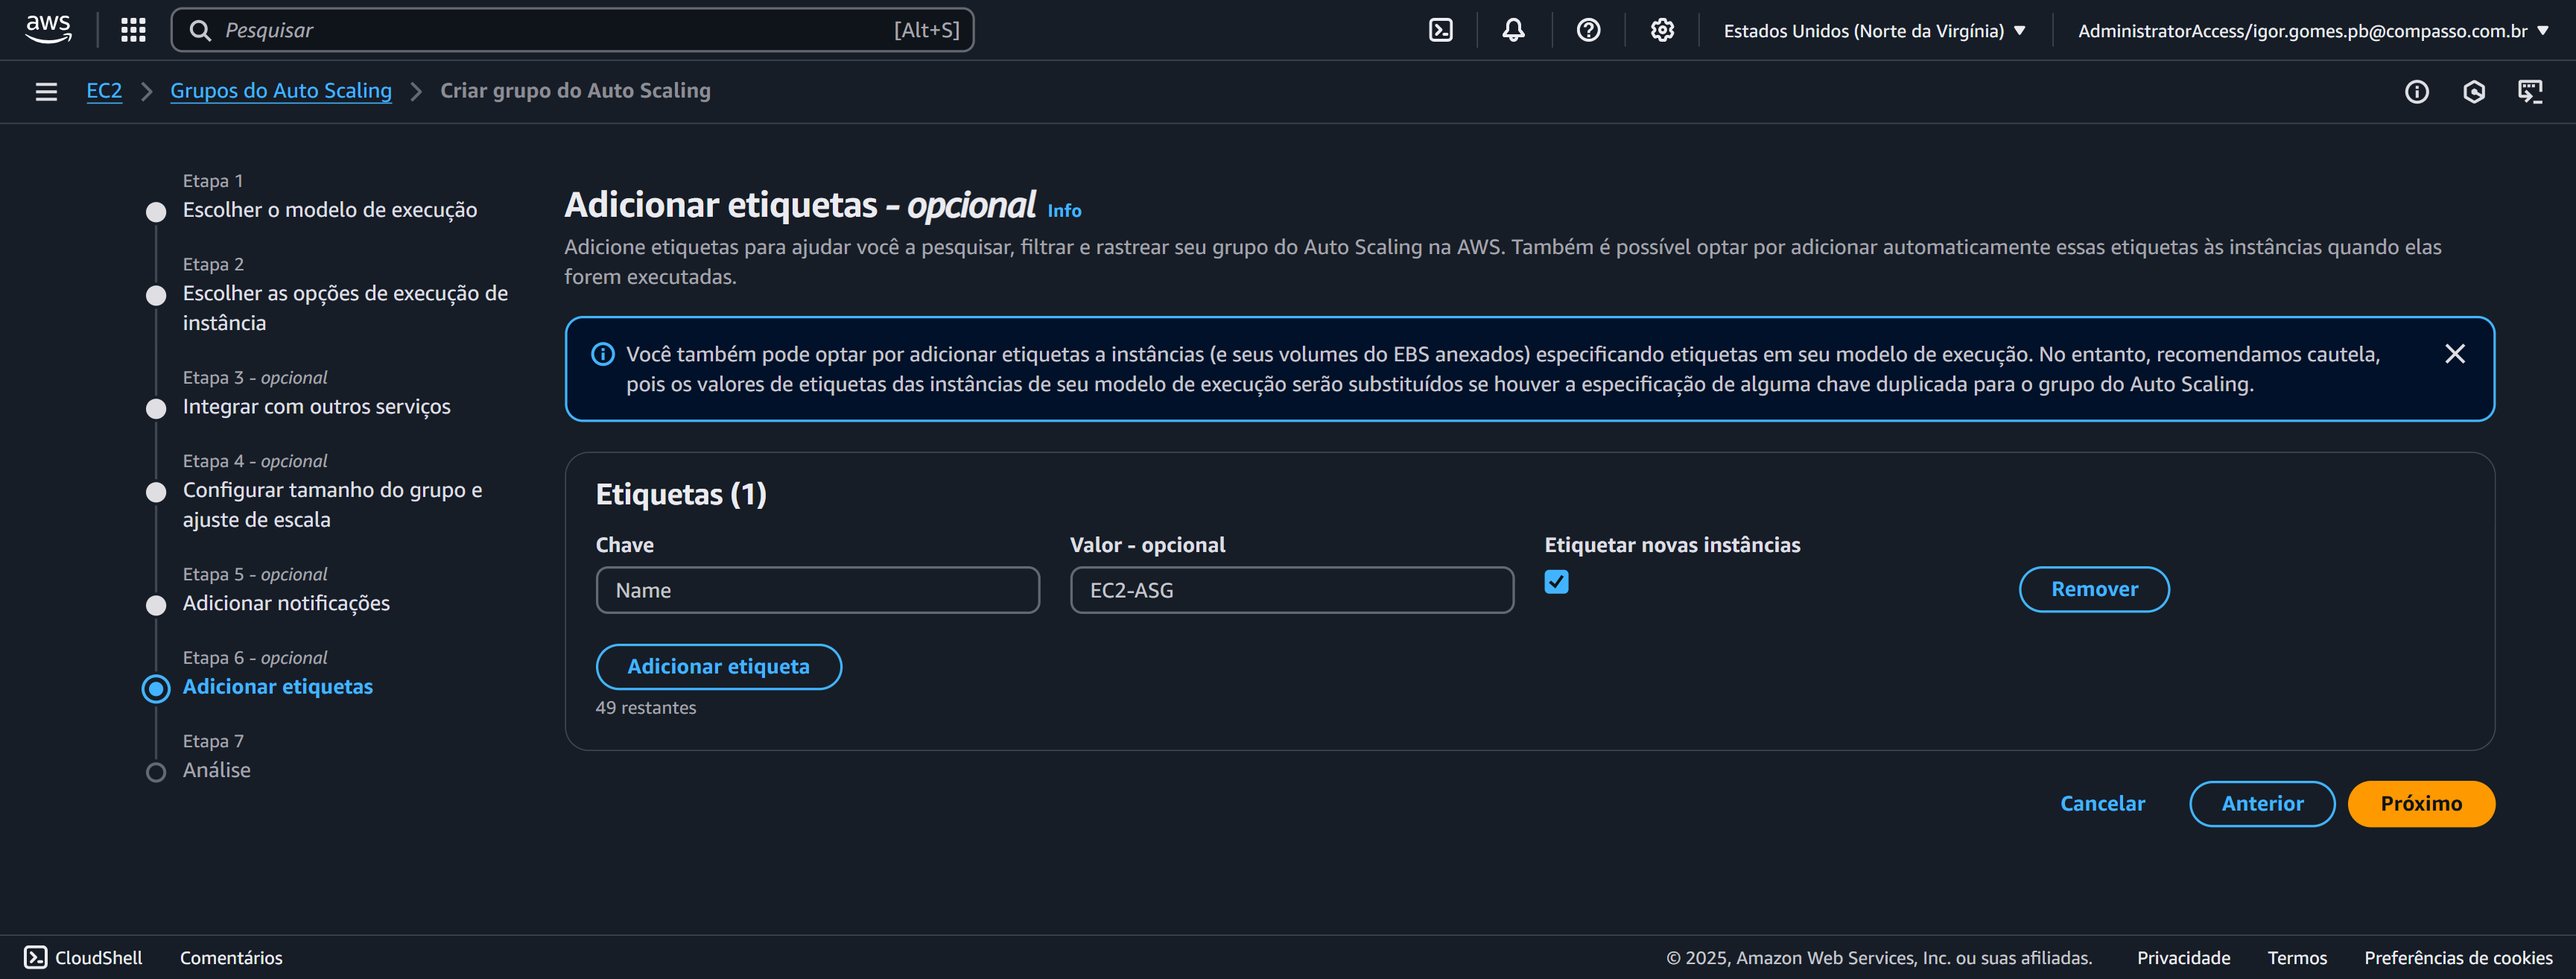 aws
Pesquisar [Alt+S]
Estados Unidos (Norte da Virgínia)
AdministratorAccess/igor.gomes.pb@compasso.com.br
EC2 > Grupos do Auto Scaling > Criar grupo do Auto Scaling
Etapa 1
Escolher o modelo de execução
Etapa 2
Escolher as opções de execução de
instância
Etapa 3 - opcional
Integrar com outros serviços
Etapa 4 - opcional
Configurar tamanho do grupo e
ajuste de escala
Etapa 5 - opcional
Adicionar notificações
Etapa 6 - opcional
Adicionar etiquetas
Etapa 7
Análise
Adicionar etiquetas - opcional Info
Adicione etiquetas para ajudar você a pesquisar, filtrar e rastrear seu grupo do Auto Scaling na AWS. Também é possível optar por adicionar automaticamente essas etiquetas às instâncias quando elas
forem executadas.
Você também pode optar por adicionar etiquetas a instâncias (e seus volumes do EBS anexados) especificando etiquetas em seu modelo de execução. No entanto, recomendamos cautela,
pois os valores de etiquetas das instâncias de seu modelo de execução serão substituídos se houver a especificação de alguma chave duplicada para o grupo do Auto Scaling.
Etiquetas (1)
Chave
Valor - opcional
Etiquetar novas instâncias
Name
EC2-ASG
Remover
Adicionar etiqueta
49 restantes
Cancelar
Anterior
Próximo
CloudShell
Comentários
© 2025, Amazon Web Services, Inc. ou suas afiliadas.
Privacidade
Termos
Preferências de cookies